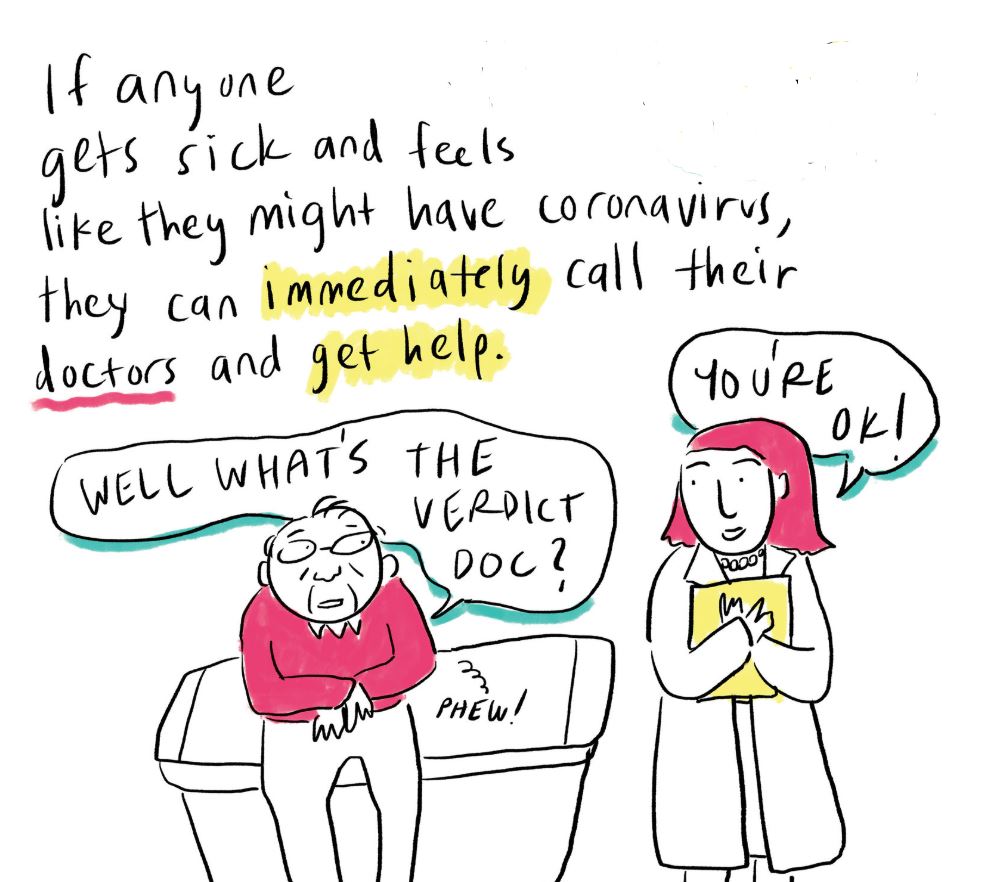 If anyone
gets sick and feels
like they might have coronavirus,
they can immediately call their
doctors and get help.
YOU'RE
OK!
WELL WHAT'S THE
VERDICT
DOC?
PHEW!